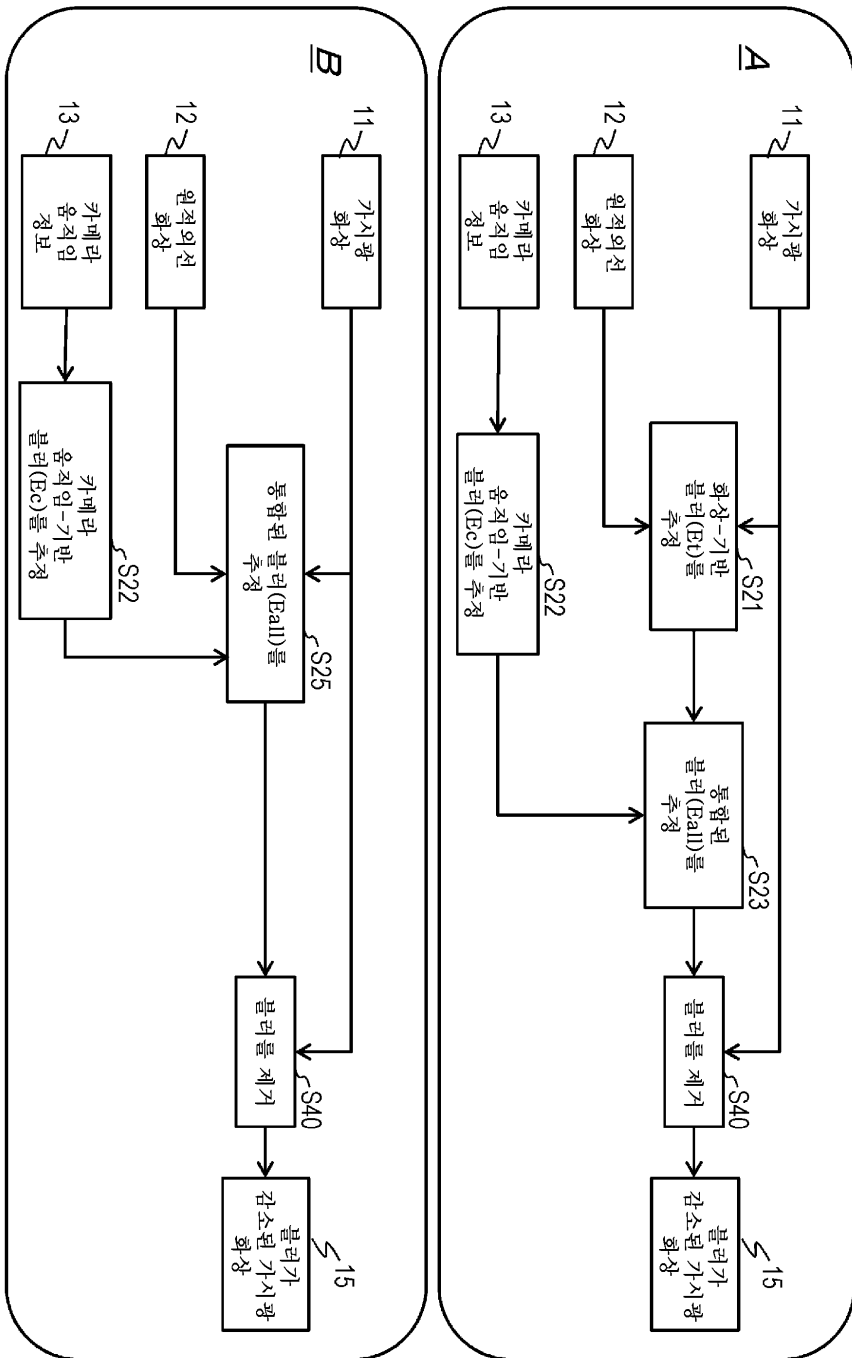 A
11
가시광
화상
12
원적외선
화상
13
카메라
움직임
정보
화상-기반
블러(Et)를
추정
S21
카메라
움직임-기반
블러(Ec)를 추정
S22
통합된
블러(Eall)를
추정
S23
블러를 제거
S40
블러가
감소된 가시광
화상
15
B
11
가시광
화상
12
원적외선
화상
13
카메라
움직임
정보
카메라
움직임-기반
블러(Ec)를 추정
S22
통합된 블러(Eall)를
추정
S25
블러를 제거
S40
블러가
감소된 가시광
화상
15